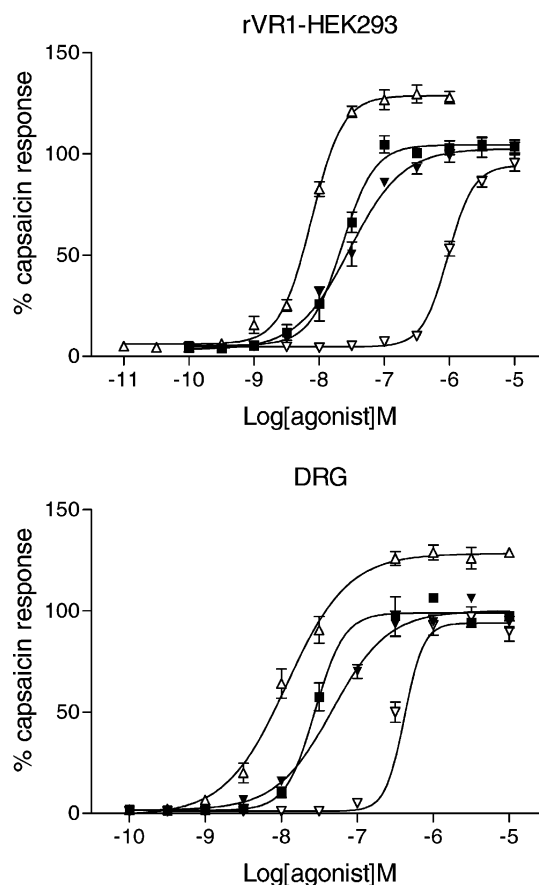 rVR1-HEK293
% capsaicin response
150
100
50
0
-11 -10 -9 -8 -7 -6 -5
Log[agonist]M
DRG
% capsaicin response
150
100
50
0
-10 -9 -8 -7 -6 -5
Log[agonist]M